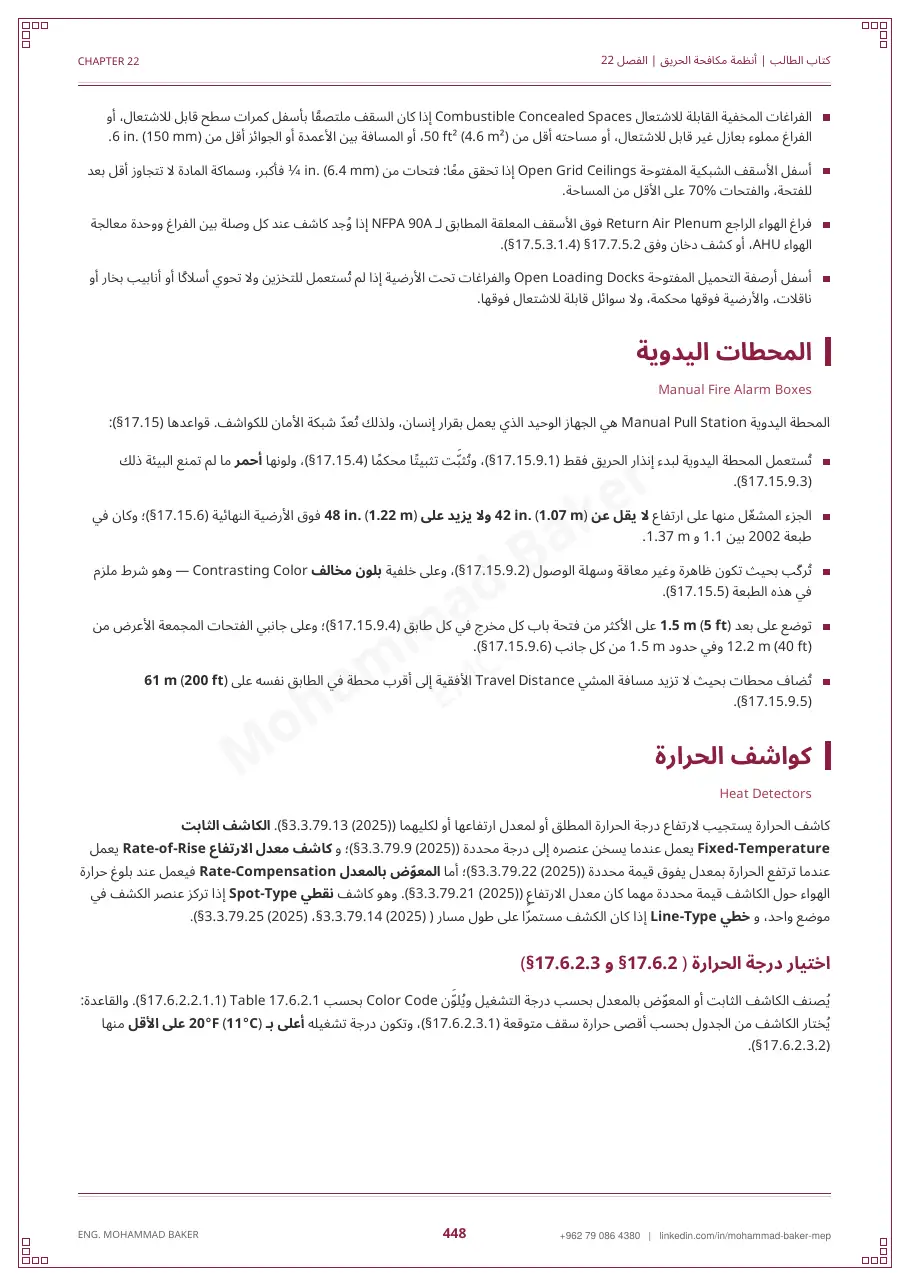 كتاب الطالب | أنظمة مكافحة الحريق | الفصل 22
CHAPTER 22
الفراغات المخفية القابلة للاشتعال Combustible Concealed Spaces إذا كان السقف ملتصقًا بأسفل كمرات سطح قابل للاشتعال، أو
الفراغ مملوء بعازل غير قابل للاشتعال، أو مساحته أقل من 50 ft² (4.6 m²)، أو المسافة بين الأعمدة أو الجوائز أقل من 6 in. (150 mm).
أسفل الأسقف الشبكية المفتوحة Open Grid Ceilings إذا تحقق معًا: فتحات من ¼ in. (6.4 mm) فأكبر، وسماكة المادة لا تتجاوز أقل بعد
للفتحة، والفتحات 70% على الأقل من المساحة.
فراغ الهواء الراجع Return Air Plenum فوق الأسقف المعلقة المطابق لـ NFPA 90A إذا وُجد كاشف عند كل وصلة بين الفراغ ووحدة معالجة
الهواء AHU، أو كشف دخان وفق §17.7.5.2 (§17.5.3.1.4).
أسفل أرصفة التحميل المفتوحة Open Loading Docks والفراغات تحت الأرضية إذا لم تُستعمل للتخزين ولا تحوي أسلاكًا أو أنابيب بخار أو
ناقلات، والأرضية فوقها محكمة، ولا سوائل قابلة للاشتعال فوقها.
المحطات اليدوية
Manual Fire Alarm Boxes
المحطة اليدوية Manual Pull Station هي الجهاز الوحيد الذي يعمل بقرار إنسان، ولذلك تُعدّ شبكة الأمان للكواشف. قواعدها (§17.15):
تُستعمل المحطة اليدوية لبدء إنذار الحريق فقط (§17.15.9.1)، وتُثبَّت تثبيتًا محكمًا (§17.15.4)، ولونها أحمر ما لم تمنع البيئة ذلك
(§17.15.9.3).
الجزء المشغّل منها على ارتفاع لا يقل عن 42 in. (1.07 m) ولا يزيد على 48 in. (1.22 m) فوق الأرضية النهائية (§17.15.6)؛ وكان في
طبعة 2002 بين 1.1 و 1.37 m.
تُركّب بحيث تكون ظاهرة وغير معاقة وسهلة الوصول (§17.15.9.2)، وعلى خلفية بلون مخالف Contrasting Color — وهو شرط ملزم
في هذه الطبعة (§17.15.5).
توضع على بعد 1.5 m (5 ft) على الأكثر من فتحة باب كل مخرج في كل طابق (§17.15.9.4)؛ وعلى جانبي الفتحات المجمعة الأعرض من
12.2 m (40 ft) وفي حدود 1.5 m من كل جانب (§17.15.9.6).
تُضاف محطات بحيث لا تزيد مسافة المشي Travel Distance الأفقية إلى أقرب محطة في الطابق نفسه على 61 m (200 ft)
(§17.15.9.5).
كواشف الحرارة
Heat Detectors
كاشف الحرارة يستجيب لارتفاع درجة الحرارة المطلق أو لمعدل ارتفاعها أو لكليهما (§3.3.79.13 (2025)). الكاشف الثابت
Fixed-Temperature يعمل عندما يسخن عنصره إلى درجة محددة (§3.3.79.9 (2025))؛ و كاشف معدل الارتفاع Rate-of-Rise يعمل
عندما ترتفع الحرارة بمعدل يفوق قيمة محددة (§3.3.79.22 (2025))؛ أما المعوّض بالمعدل Rate-Compensation فيعمل عند بلوغ حرارة
الهواء حول الكاشف قيمة محددة مهما كان معدل الارتفاع (§3.3.79.21 (2025)). وهو كاشف نقطي Spot-Type إذا تركز عنصر الكشف في
موضع واحد، و خطي Line-Type إذا كان الكشف مستمرًّا على طول مسار (§3.3.79.14 (2025)، §3.3.79.25 (2025)).
اختيار درجة الحرارة (§17.6.2 و §17.6.2.3)
يُصنف الكاشف الثابت أو المعوّض بالمعدل بحسب درجة التشغيل ويُلوَّن Color Code بحسب Table 17.6.2.1 (§17.6.2.2.1.1). والقاعدة:
يُختار الكاشف من الجدول بحسب أقصى حرارة سقف متوقعة (§17.6.2.3.1)، وتكون درجة تشغيله أعلى بـ 20°F (11°C) على الأقل منها
(§17.6.2.3.2).
Mohammad Baker
ENG. MOHAMMAD BAKER
448
+962 79 086 4380 | linkedin.com/in/mohammad-baker-mep